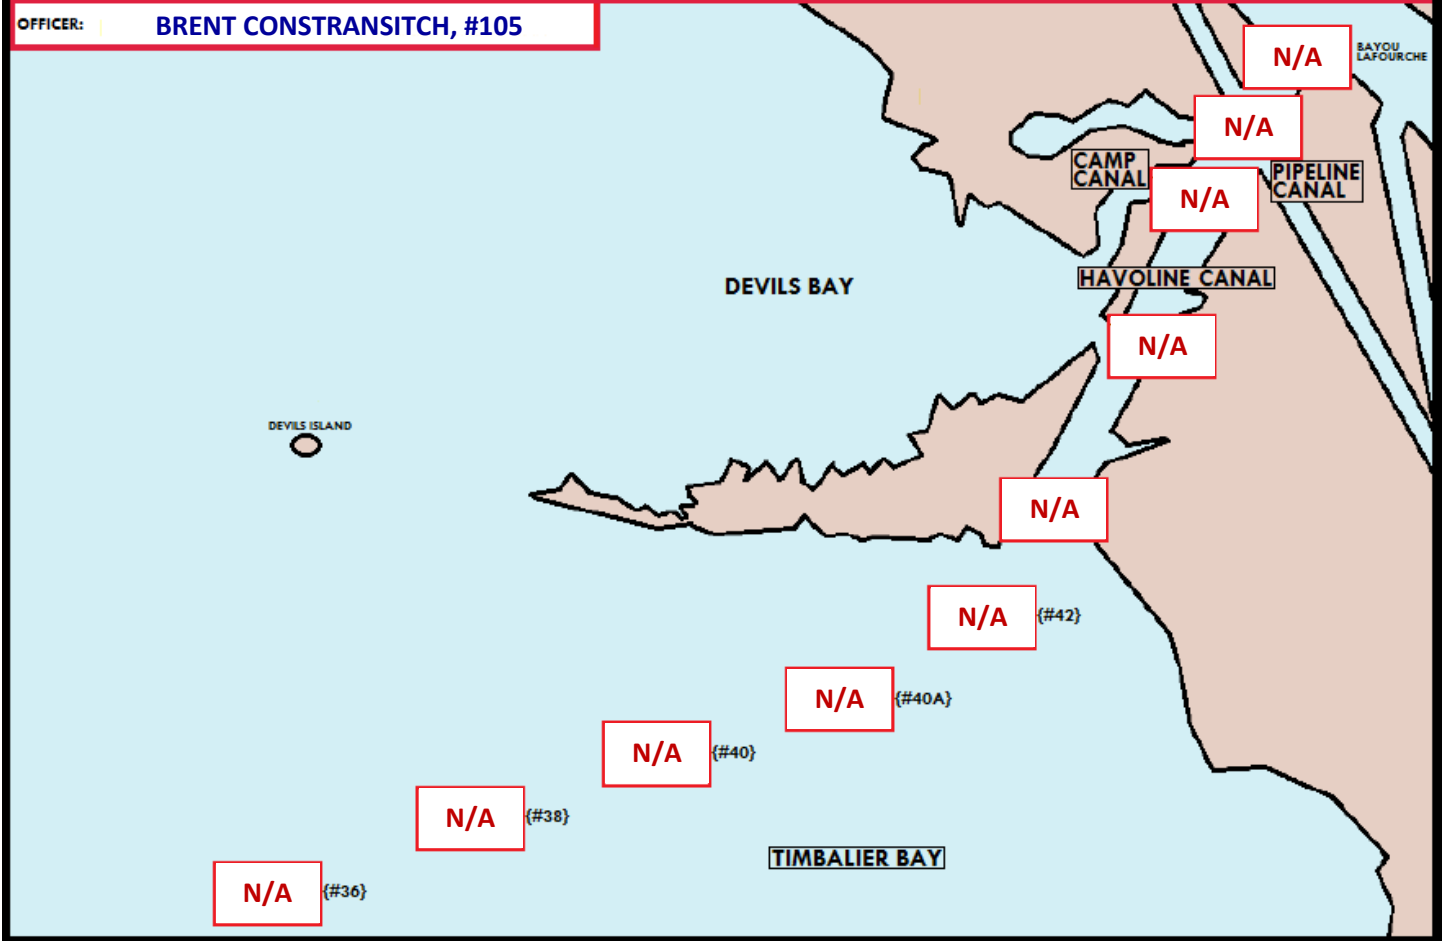 OFFICER: BRENT CONSTRANSITCH, #105
N/A
BAYOU
LAFOURCHE
N/A
CAMP
CANAL
PIPELINE
CANAL
N/A
HAVOLINE CANAL
DEVILS BAY
N/A
DEVILS ISLAND
N/A
N/A {#42}
N/A {#40A}
N/A {#40}
N/A {#38}
TIMBALIER BAY
N/A {#36}